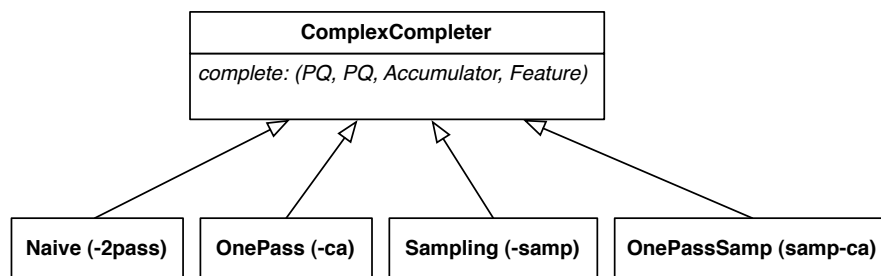 ComplexCompleter
complete: (PQ, PQ, Accumulator, Feature)
Naive (-2pass)
OnePass (-ca)
Sampling (-samp)
OnePassSamp (samp-ca)